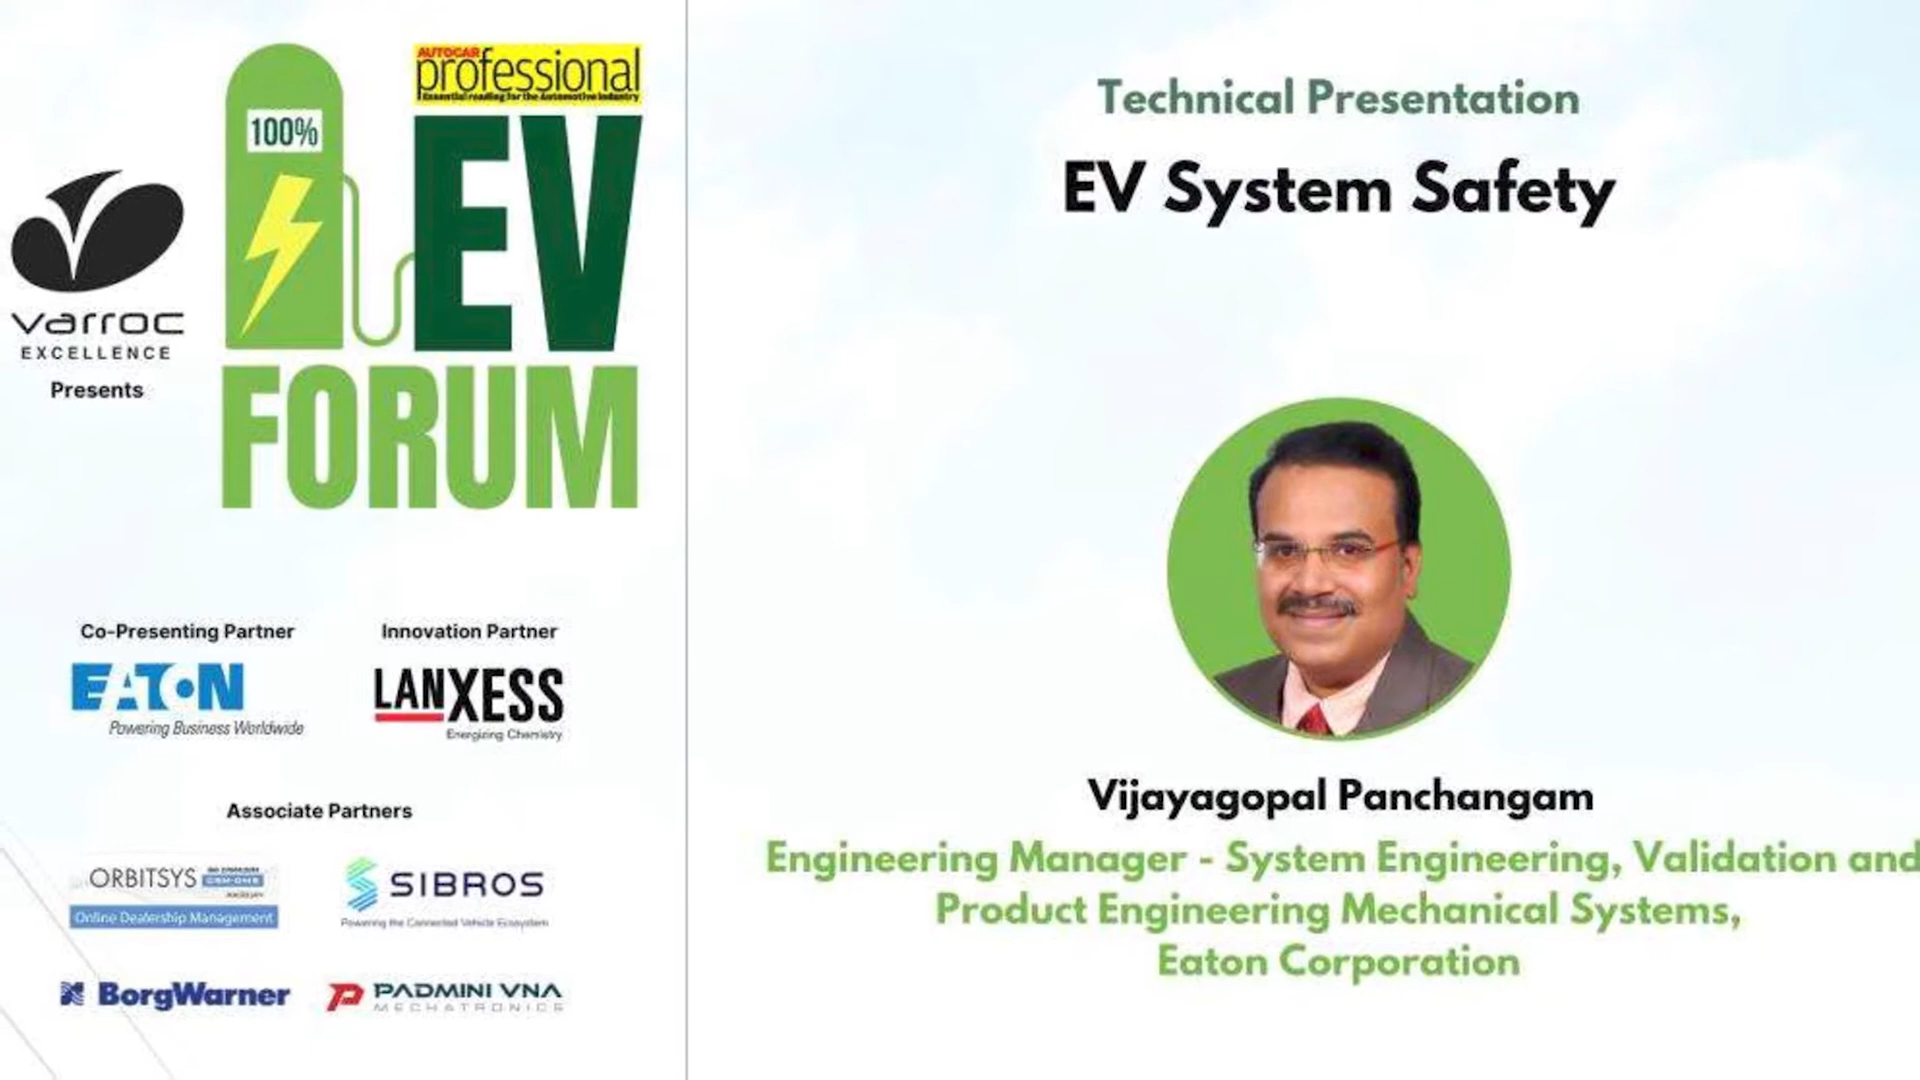 AUTOCAR
professional
Essential reading for the Automotive Industry
100%
EV
FORUM
varroc
EXCELLENCE
Presents
Co-Presenting Partner
EATON
Powering Business Worldwide
Innovation Partner
LANXESS
Energizing Chemistry
Associate Partners
ORBITSYS
Online Dealership Management
SIBROS
Powering the Connected Vehicle Ecosystem
BorgWarner
PADMINI VNA
MECHATRONICS
Technical Presentation
EV System Safety
Vijayagopal Panchangam
Engineering Manager - System Engineering, Validation and
Product Engineering Mechanical Systems,
Eaton Corporation